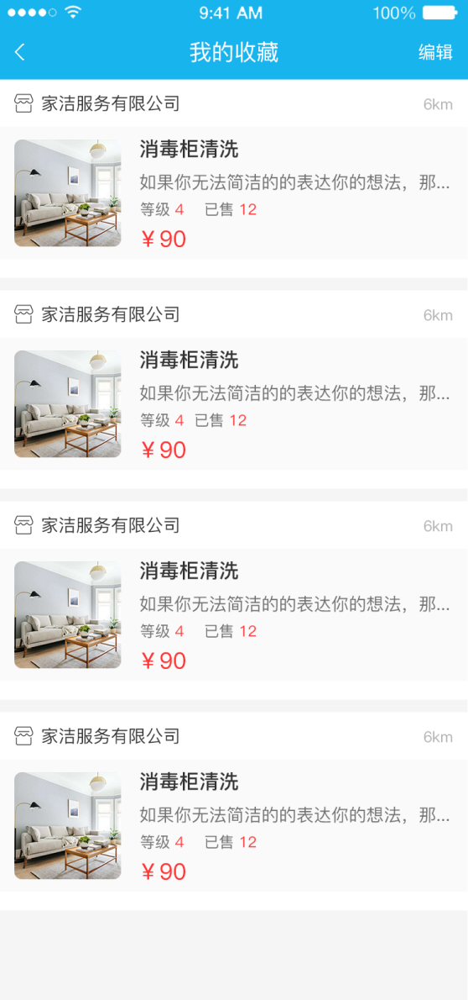 9:41 AM 100%
我的收藏 编辑
家洁服务有限公司 6km
消毒柜清洗
如果你无法简洁的的表达你的想法，那...
等级 4 已售 12
￥90
家洁服务有限公司 6km
消毒柜清洗
如果你无法简洁的的表达你的想法，那...
等级 4 已售 12
￥90
家洁服务有限公司 6km
消毒柜清洗
如果你无法简洁的的表达你的想法，那...
等级 4 已售 12
￥90
家洁服务有限公司 6km
消毒柜清洗
如果你无法简洁的的表达你的想法，那...
等级 4 已售 12
￥90